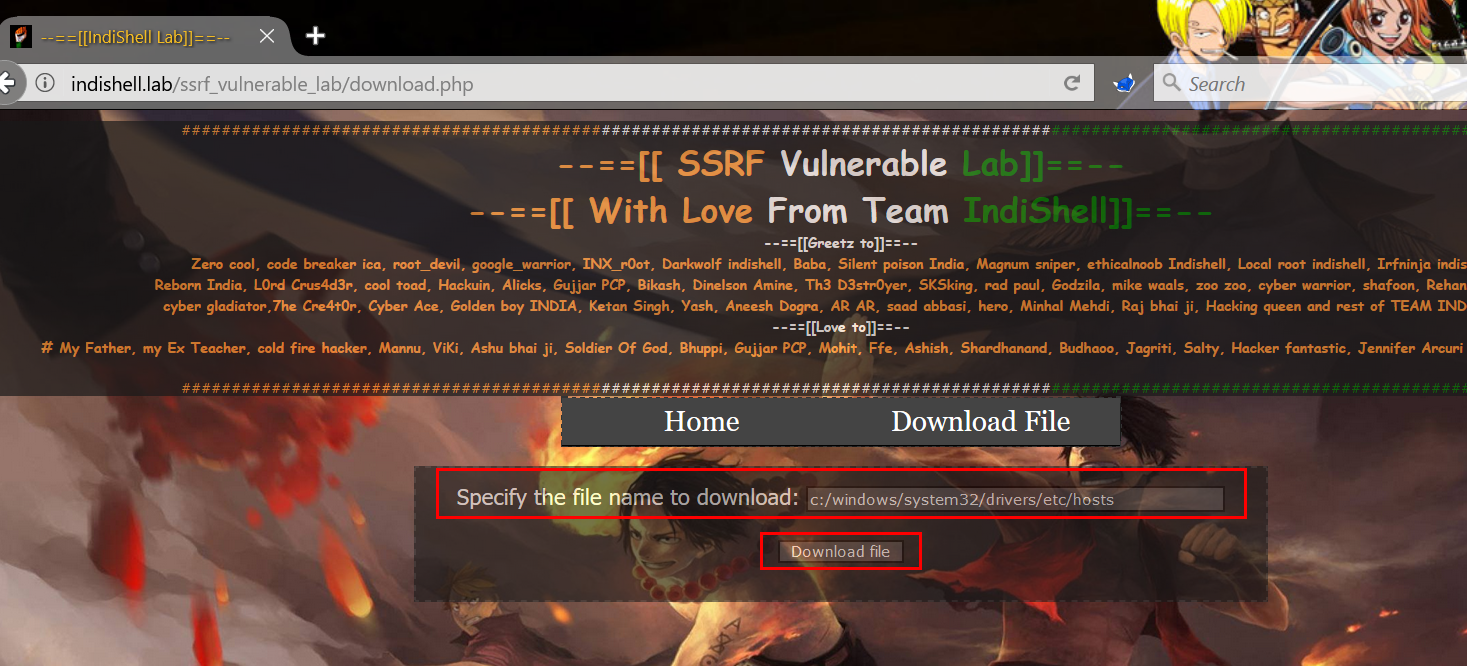 --==[[IndiShell Lab]]==--
indishell.lab/ssrf_vulnerable_lab/download.php
Search
--==[[ SSRF Vulnerable Lab]]==--
--==[[ With Love From Team IndiShell]]==--
--==[[Greetz to]]==--
Zero cool, code breaker ica, root_devil, google_warrior, INX_r0ot, Darkwolf indishell, Baba, Silent poison India, Magnum sniper, ethicalnoob Indishell, Local root indishell, Irfninja indis
Reborn India, L0rd Crus4d3r, cool toad, Hackuin, Alicks, Gujjar PCP, Bikash, Dinelson Amine, Th3 D3str0yer, SKSking, rad paul, Godzila, mike waals, zoo zoo, cyber warrior, shafoon, Rehan
cyber gladiator,7he Cre4t0r, Cyber Ace, Golden boy INDIA, Ketan Singh, Yash, Aneesh Dogra, AR AR, saad abbasi, hero, Minhal Mehdi, Raj bhai ji, Hacking queen and rest of TEAM IND
--==[[Love to]]==--
# My Father, my Ex Teacher, cold fire hacker, Mannu, ViKi, Ashu bhai ji, Soldier Of God, Bhuppi, Gujjar PCP, Mohit, Ffe, Ashish, Shardhanand, Budhaoo, Jagriti, Salty, Hacker fantastic, Jennifer Arcuri
Home Download File
Specify the file name to download: c:/windows/system32/drivers/etc/hosts
Download file